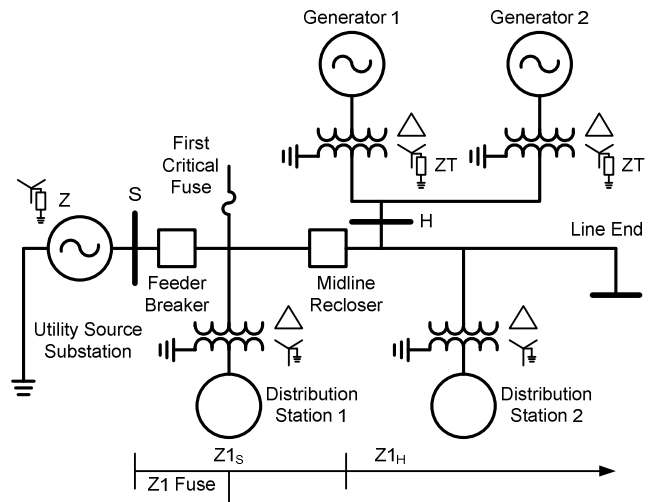 Generator 1
Generator 2
First
Critical
Fuse
ZT
ZT
Z
S
H
Line End
Feeder
Breaker
Midline
Recloser
Utility Source
Substation
Distribution
Station 1
Distribution
Station 2
Z1S
Z1H
Z1 Fuse